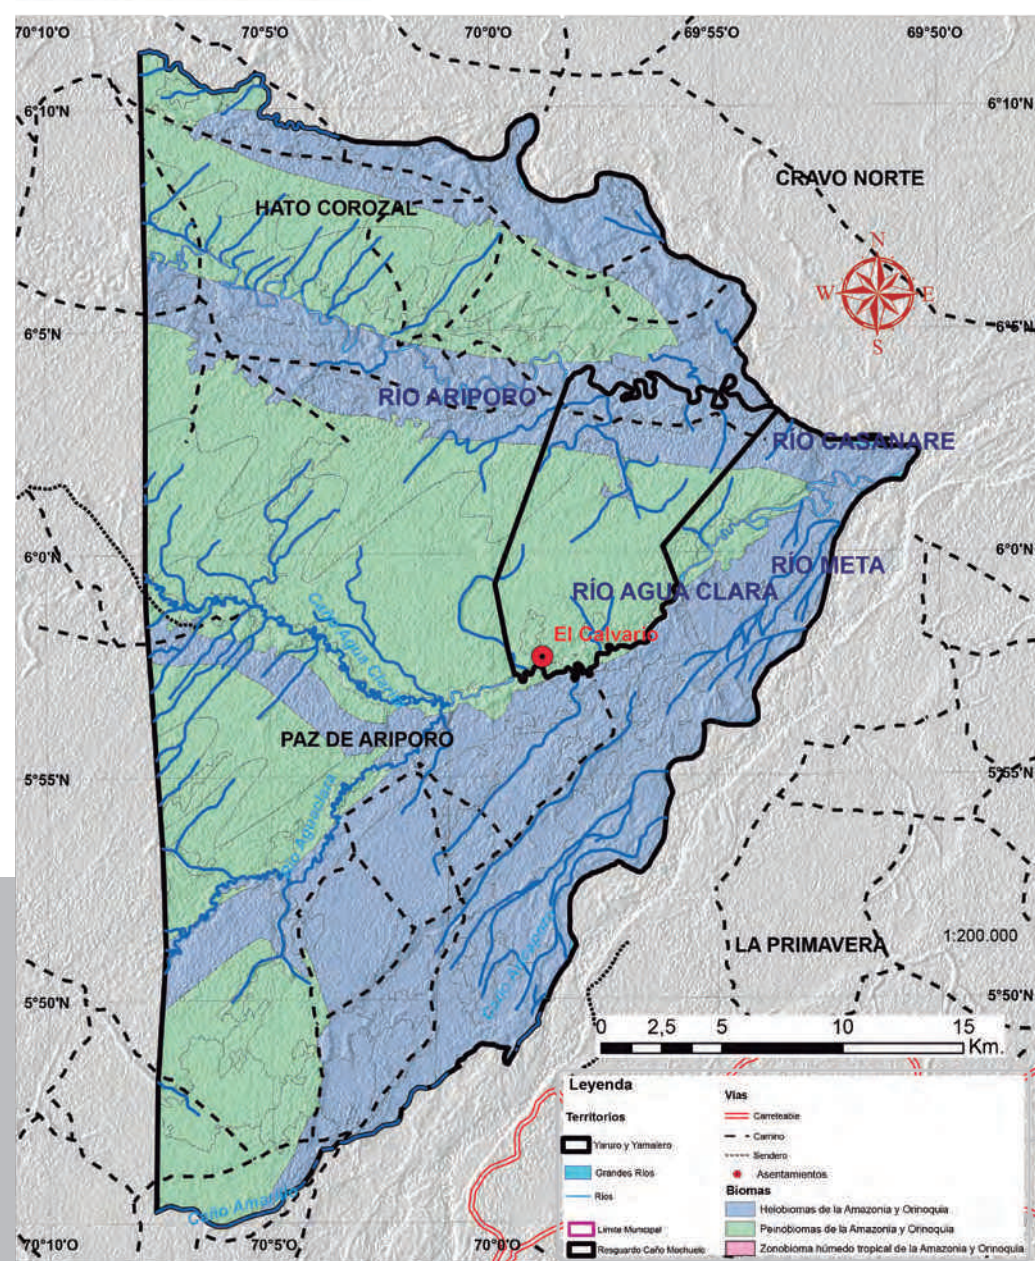 70°10'O 70°5'O 70°0'O 69°55'O 69°50'O
6°10'N
6°10'N
CRAVO NORTE
HATO COROZAL
N
W E
S
6°5'N
6°5'N
RÍO ARIPORO
RÍO CASANARE
6°0'N
6°0'N
RÍO META
RÍO AGUA CLARA
El Calvario
Caño Agua Clara
PAZ DE ARIPORO
5°55'N
5°55'N
LA PRIMAVERA
1:200.000
5°50'N
5°50'N
0 2,5 5 10 15
Km.
Leyenda
Territorios
Yaruro y Yamalero
Grandes Ríos
Ríos
Límite Municipal
Resguardo Caño Mochuelo
Vías
Carreteable
Camino
Sendero
Asentamientos
Biomas
Helobiomas de la Amazonia y Orinoquia
Peinobiomas de la Amazonia y Orinoquia
Zonobioma húmedo tropical de la Amazonia y Orinoquia
70°10'O 70°5'O 70°0'O